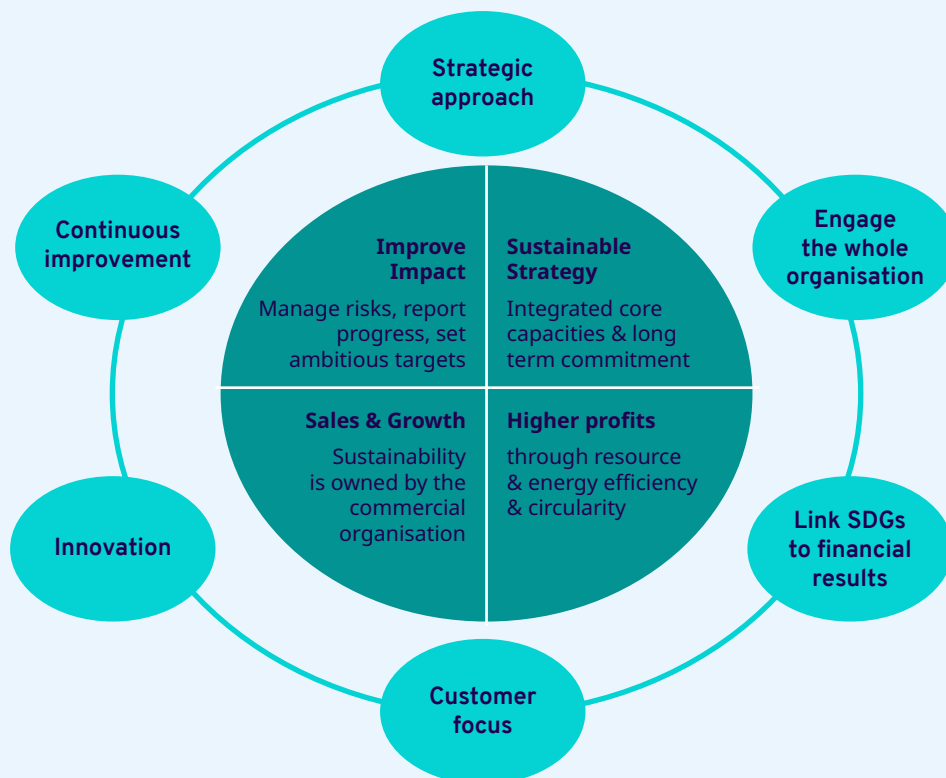 Strategic
approach
Engage
the whole
organisation
Link SDGs
to financial
results
Customer
focus
Innovation
Continuous
improvement
Improve
Impact
Manage risks, report
progress, set
ambitious targets
Sustainable
Strategy
Integrated core
capacities & long
term commitment
Sales & Growth
Sustainability
is owned by the
commercial
organisation
Higher profits
through resource
& energy efficiency
& circularity